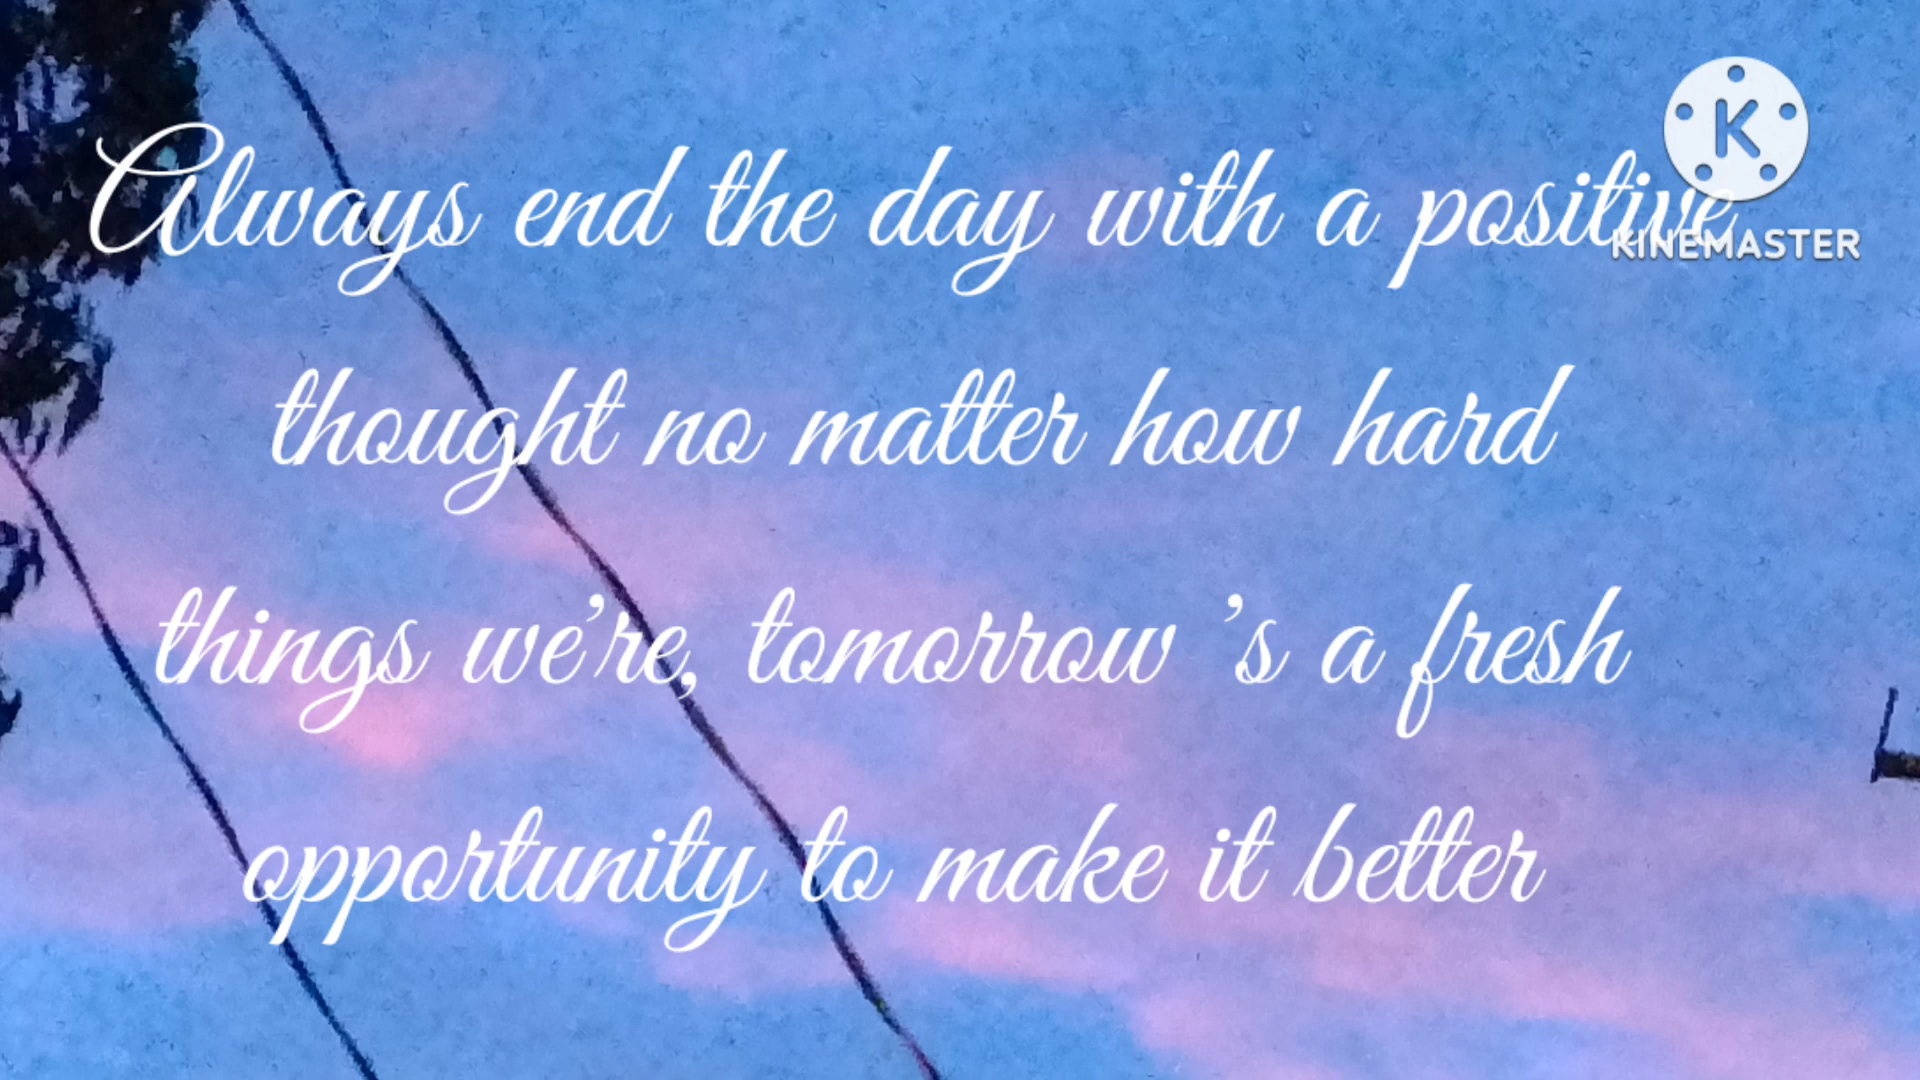 Always end the day with a positive
KINEMASTER
thought no matter how hard
things we're, tomorrow 's a fresh
opportunity to make it better